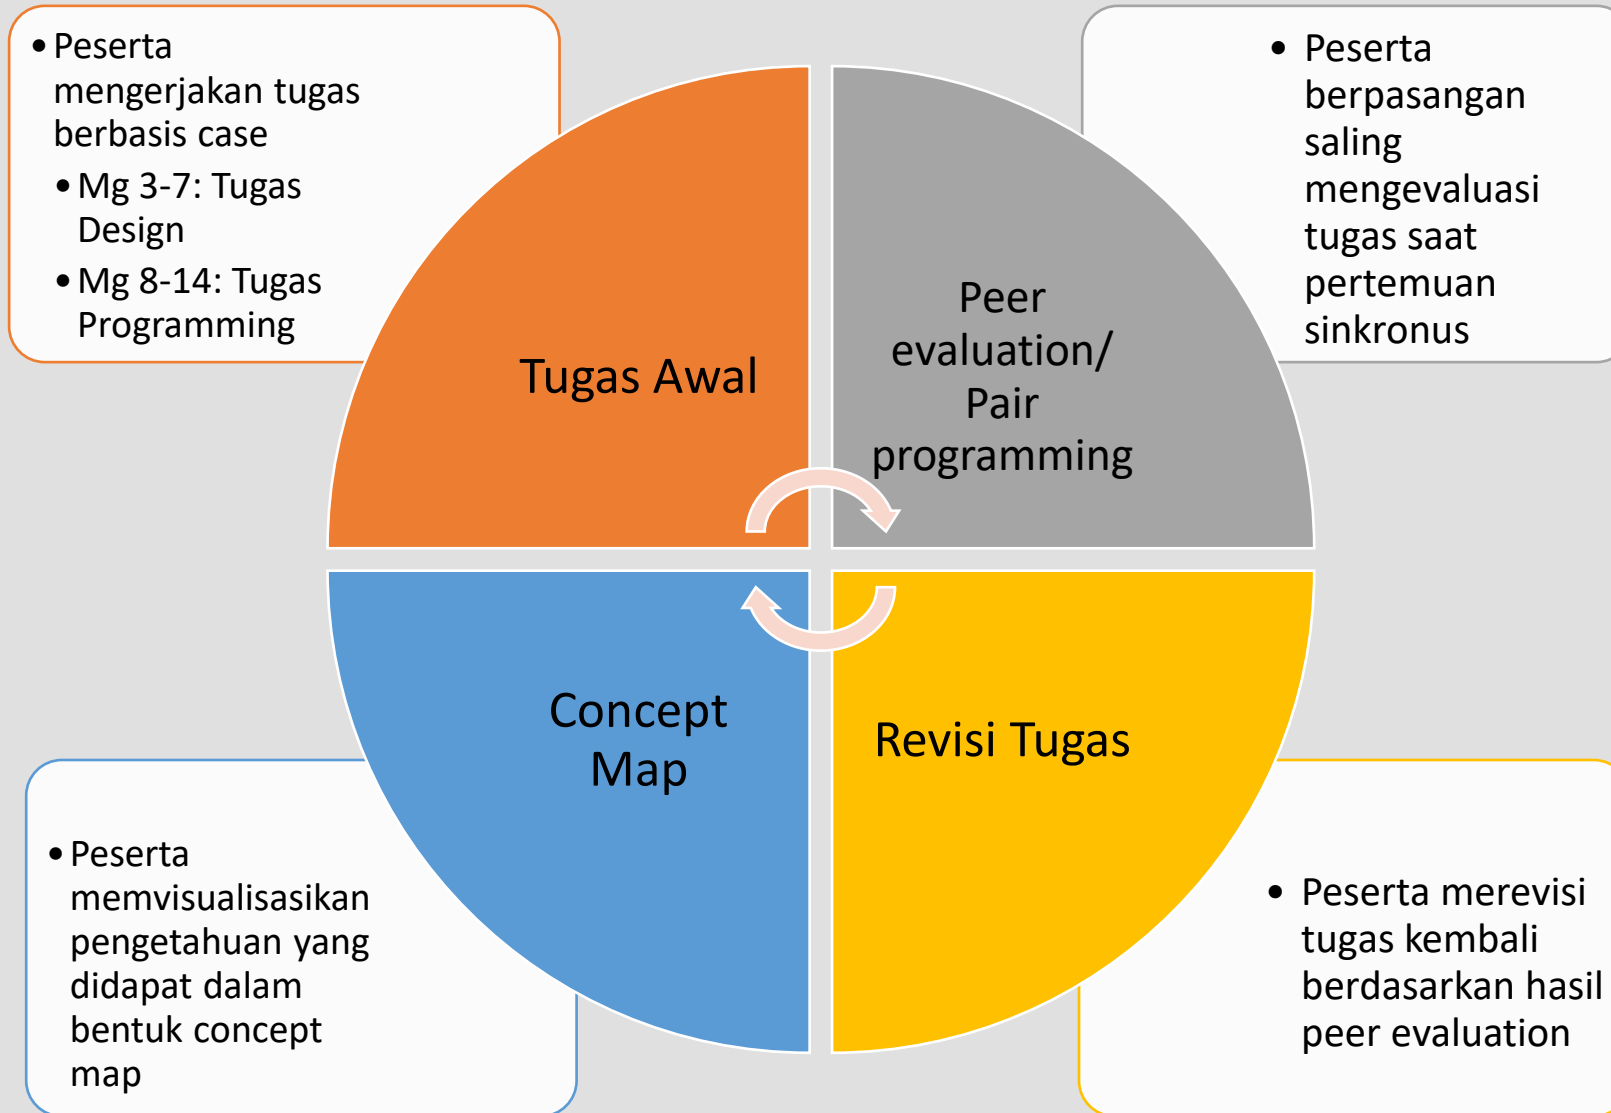 • Peserta
mengerjakan tugas
berbasis case
• Mg 3-7: Tugas
Design
• Mg 8-14: Tugas
Programming
• Peserta
berpasangan
saling
mengevaluasi
tugas saat
pertemuan
sinkronus
Tugas Awal
Peer
evaluation/
Pair
programming
Concept
Map
Revisi Tugas
• Peserta
memvisualisasikan
pengetahuan yang
didapat dalam
bentuk concept
map
• Peserta merevisi
tugas kembali
berdasarkan hasil
peer evaluation